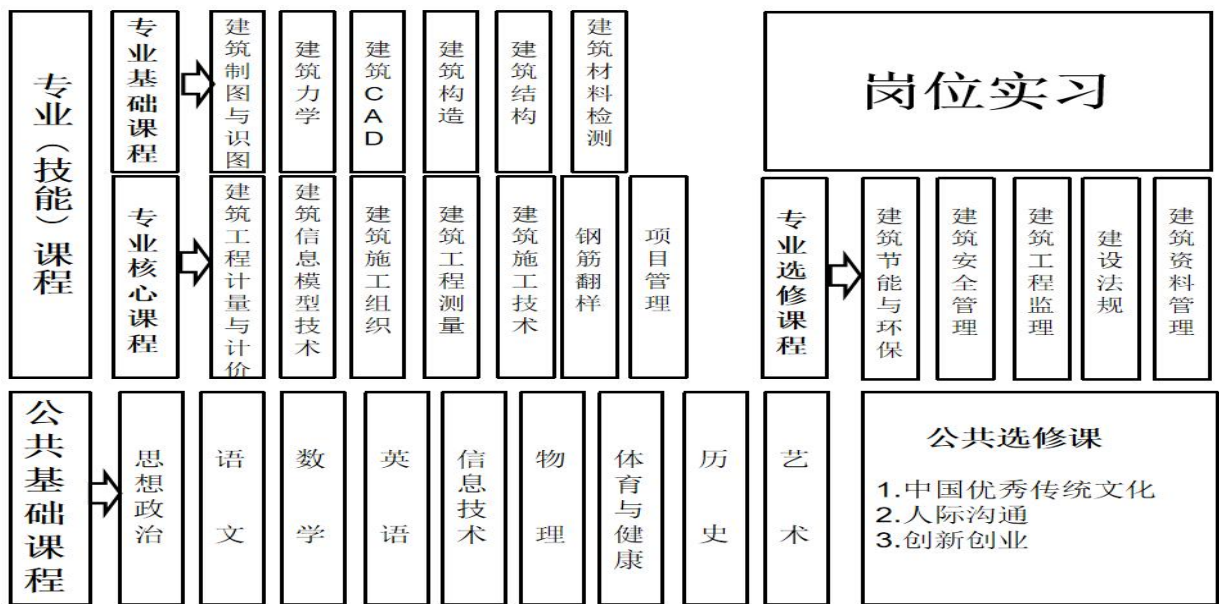 专业（技能）课程
专业基础课程
建筑制图与识图
建筑力学
建筑CAD
建筑构造
建筑结构
建筑材料检测
岗位实习
专业核心课程
建筑工程计量与计价
建筑信息模型技术
建筑施工组织
建筑工程测量
建筑施工技术
钢筋翻样
项目管理
专业选修课程
建筑节能与环保
建筑安全管理
建筑工程监理
建设法规
建筑资料管理
公共基础课程
思想政治
语文
数学
英语
信息技术
物理
体育与健康
历史
艺术
公共选修课
1.中国优秀传统文化
2.人际沟通
3.创新创业